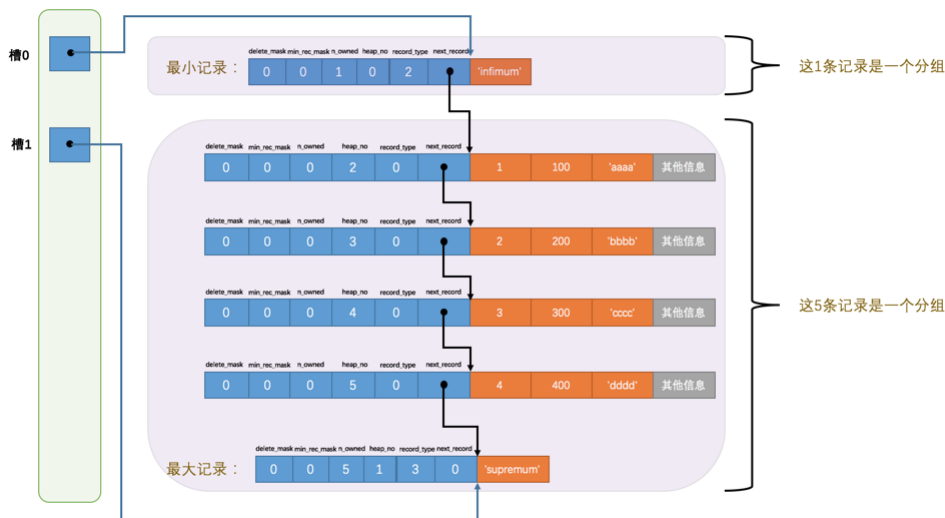 槽0
delete_mask min_rec_mask n_owned heap_no record_type next_record
最小记录： 0 0 1 0 2 'infimum'
这1条记录是一个分组
槽1
delete_mask min_rec_mask n_owned heap_no record_type next_record
0 0 0 2 0 1 100 'aaaa' 其他信息
delete_mask min_rec_mask n_owned heap_no record_type next_record
0 0 0 3 0 2 200 'bbbb' 其他信息
这5条记录是一个分组
delete_mask min_rec_mask n_owned heap_no record_type next_record
0 0 0 4 0 3 300 'cccc' 其他信息
delete_mask min_rec_mask n_owned heap_no record_type next_record
0 0 0 5 0 4 400 'dddd' 其他信息
delete_mask min_rec_mask n_owned heap_no record_type next_record
最大记录： 0 0 5 1 3 0 'supremum'